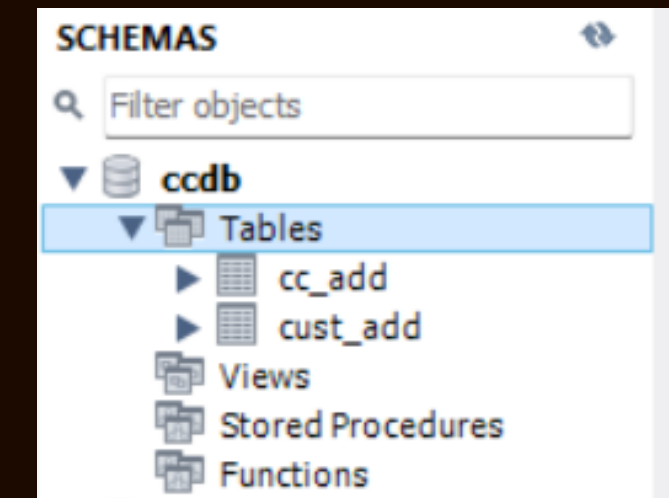 SCHEMAS
Filter objects
ccdb
Tables
cc_add
cust_add
Views
Stored Procedures
Functions